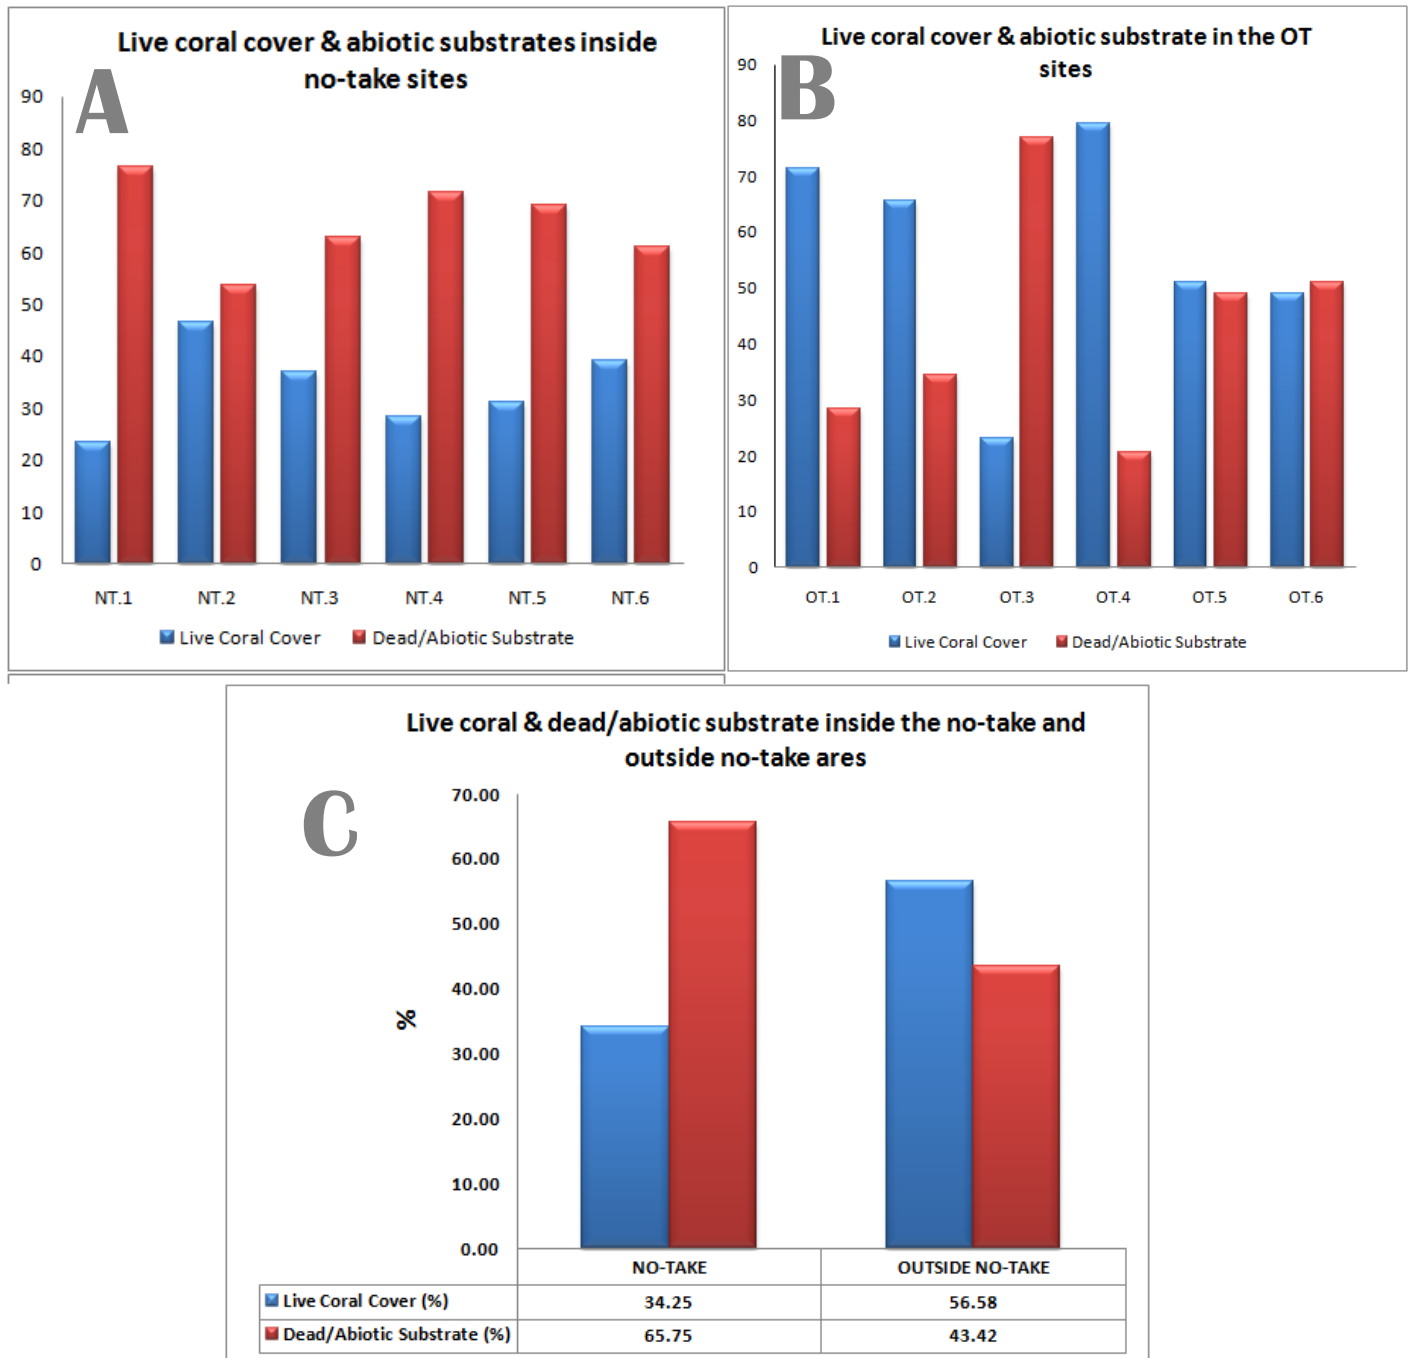 Live coral cover & abiotic substrates inside
no-take sites
A
90
80
70
60
50
40
30
20
10
0
NT.1 NT.2 NT.3 NT.4 NT.5 NT.6
Live Coral Cover Dead/Abiotic Substrate
Live coral cover & abiotic substrate in the OT
sites
B
90
80
70
60
50
40
30
20
10
0
OT.1 OT.2 OT.3 OT.4 OT.5 OT.6
Live Coral Cover Dead/Abiotic Substrate
Live coral & dead/abiotic substrate inside the no-take and
outside no-take ares
C
%
70.00
60.00
50.00
40.00
30.00
20.00
10.00
0.00
NO-TAKE OUTSIDE NO-TAKE
Live Coral Cover (%) 34.25 56.58
Dead/Abiotic Substrate (%) 65.75 43.42